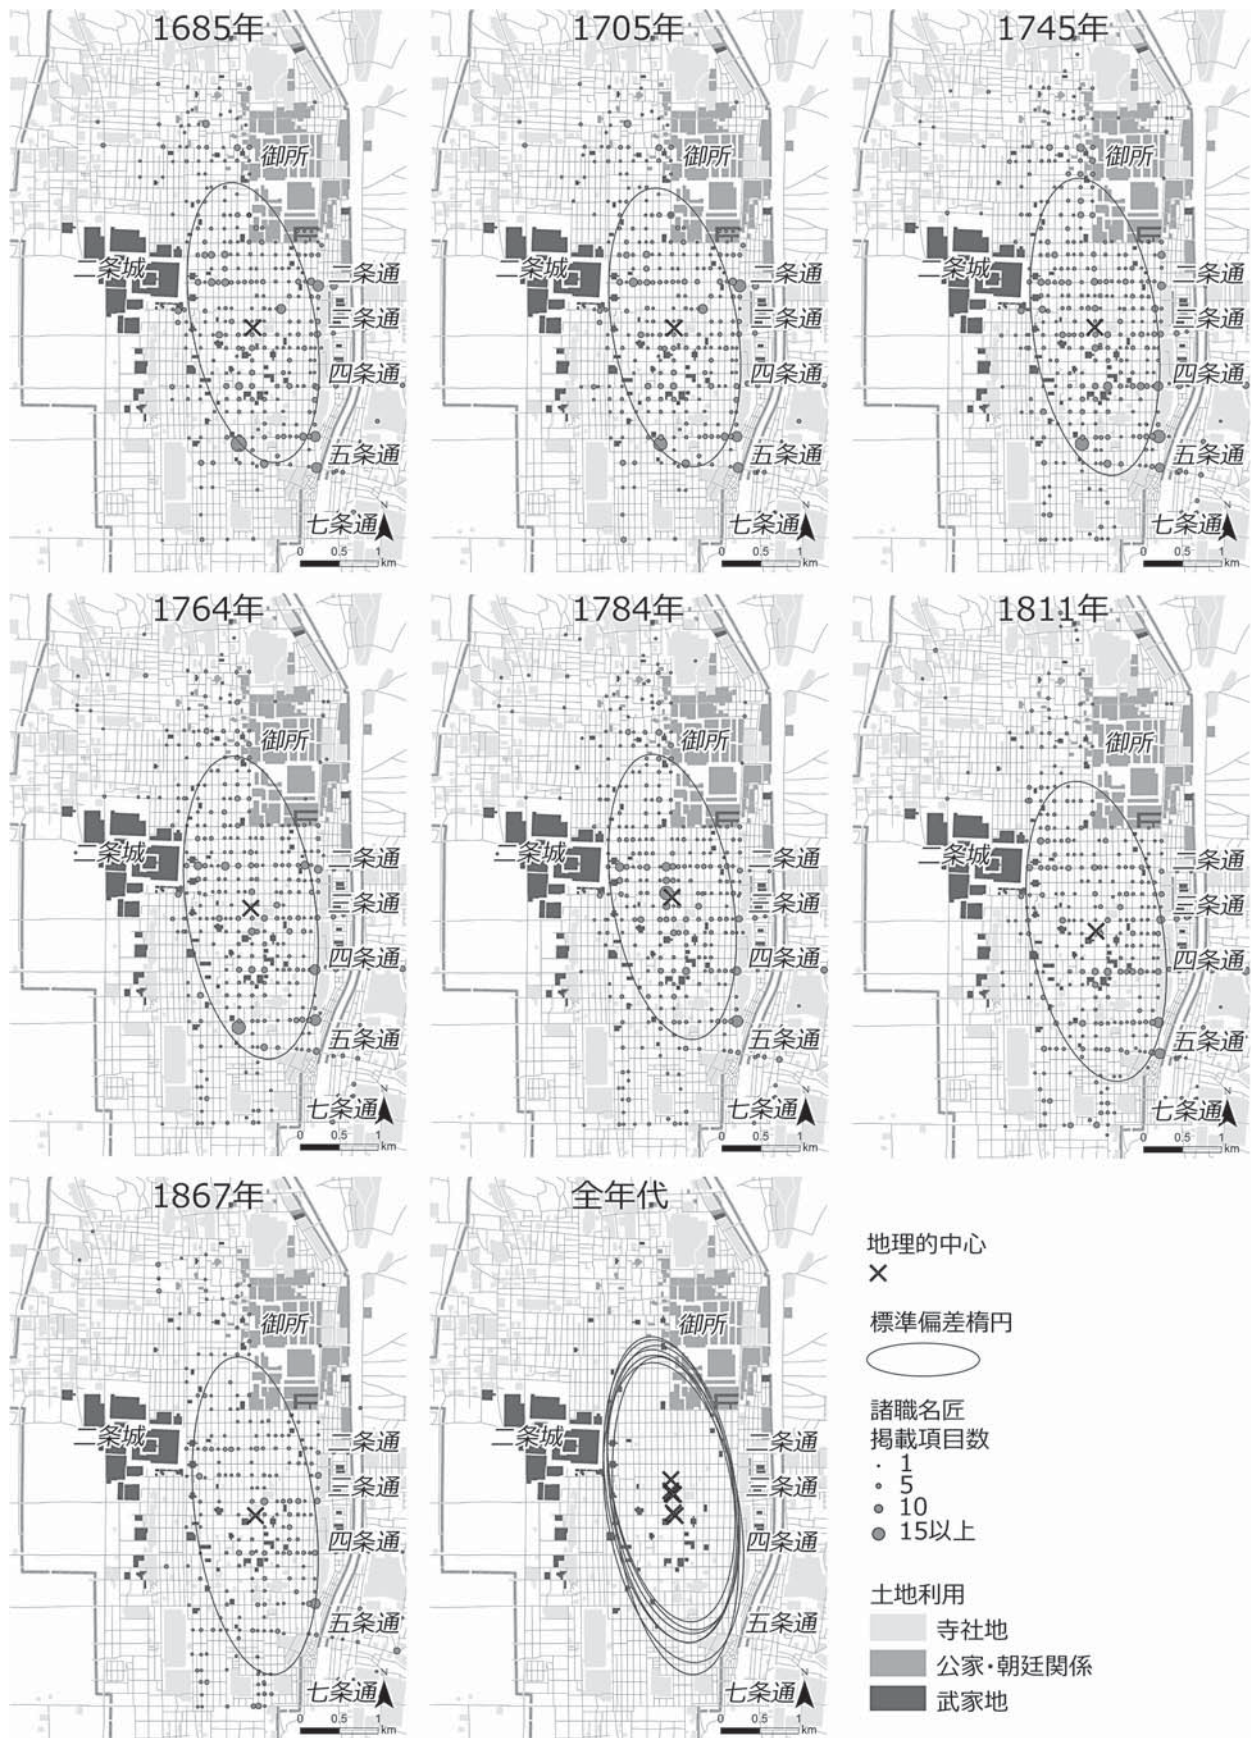 1685年
御所
二条城
二条通
三条通
四条通
五条通
七条通
N
0 0.5 1
km
1705年
御所
二条城
二条通
三条通
四条通
五条通
七条通
N
0 0.5 1
km
1745年
御所
二条城
二条通
三条通
四条通
五条通
七条通
N
0 0.5 1
km
1764年
御所
二条城
二条通
三条通
四条通
五条通
七条通
N
0 0.5 1
km
1784年
御所
二条城
二条通
三条通
四条通
五条通
七条通
N
0 0.5 1
km
1811年
御所
二条城
二条通
三条通
四条通
五条通
七条通
N
0 0.5 1
km
1867年
御所
二条城
二条通
三条通
四条通
五条通
七条通
N
0 0.5 1
km
全年代
御所
二条城
二条通
三条通
四条通
五条通
七条通
N
0 0.5 1
km
地理的中心
標準偏差楕円
諸職名匠
掲載項目数
1
5
10
15以上
土地利用
寺社地
公家・朝廷関係
武家地